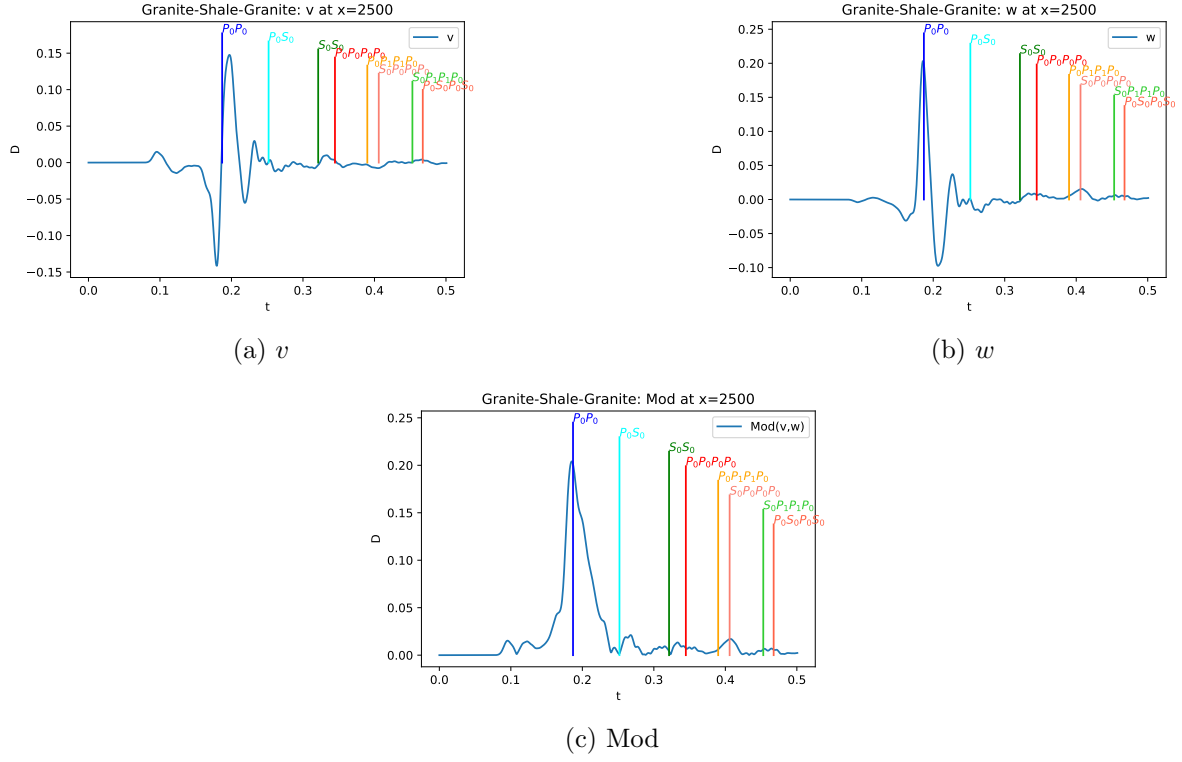 Granite-Shale-Granite: v at x=2500
P₀P₀
P₀S₀
S₀S₀
P₀P₀P₀P₀
P₀P₁P₁P₀
S₀P₀P₀P₀
S₀P₁P₁P₀
P₀S₀P₀S₀
v
D
0.15
0.10
0.05
0.00
−0.05
−0.10
−0.15
0.0 0.1 0.2 0.3 0.4 0.5
t
(a) v
Granite-Shale-Granite: w at x=2500
P₀P₀
P₀S₀
S₀S₀
P₀P₀P₀P₀
P₀P₁P₁P₀
S₀P₀P₀P₀
S₀P₁P₁P₀
P₀S₀P₀S₀
w
D
0.25
0.20
0.15
0.10
0.05
0.00
−0.05
−0.10
0.0 0.1 0.2 0.3 0.4 0.5
t
(b) w
Granite-Shale-Granite: Mod at x=2500
P₀P₀
P₀S₀
S₀S₀
P₀P₀P₀P₀
P₀P₁P₁P₀
S₀P₀P₀P₀
S₀P₁P₁P₀
P₀S₀P₀S₀
Mod(v,w)
D
0.25
0.20
0.15
0.10
0.05
0.00
0.0 0.1 0.2 0.3 0.4 0.5
t
(c) Mod